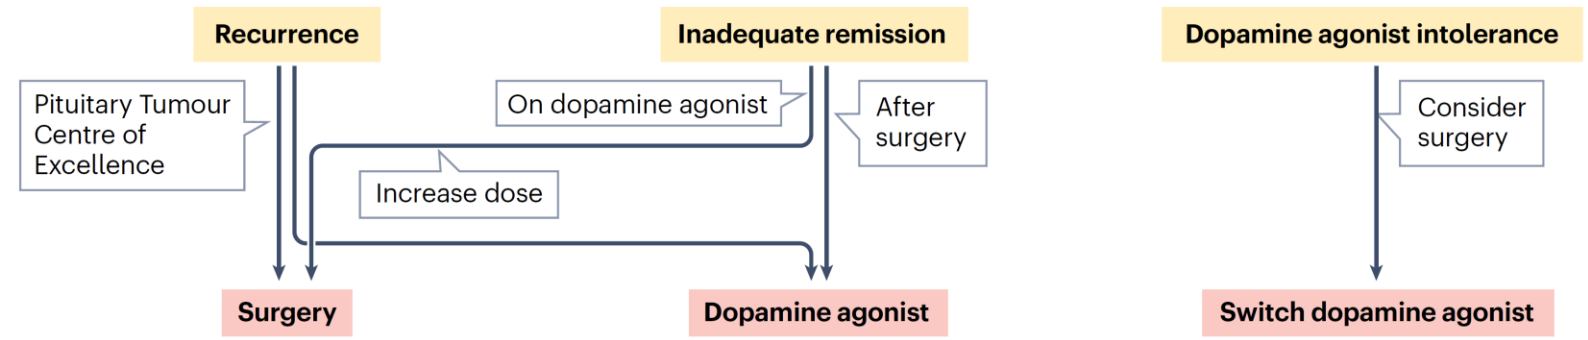 Recurrence
Inadequate remission
Dopamine agonist intolerance
Pituitary Tumour
Centre of
Excellence
On dopamine agonist
After
surgery
Consider
surgery
Increase dose
Surgery
Dopamine agonist
Switch dopamine agonist